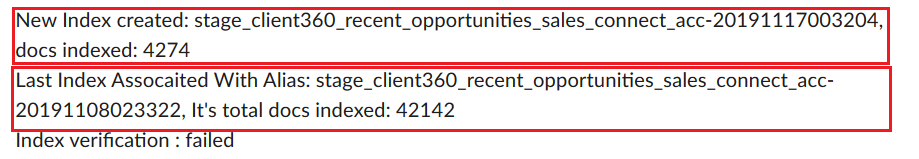 New Index created: stage_client360_recent_opportunities_sales_connect_acc-20191117003204,
docs indexed: 4274
Last Index Assocaited With Alias: stage_client360_recent_opportunities_sales_connect_acc-
20191108023322, It's total docs indexed: 42142
Index verification : failed